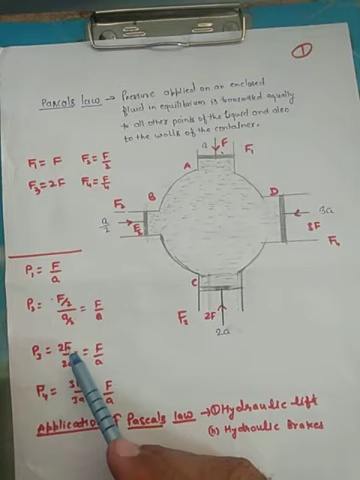 ①
Pascals law → Pressure applied on an enclosed
fluid in equilibrium is transmitted equally
to all other points of the liquid and also
to the walls of the container.
F₁ = F F₂ = F/2
F₃ = 2F F₄ = F/4
a F F₁
A
B
D
F₂
a/2
F/2
3a
3F
F₄
C
F₃ 2F
2a
P₁ = F/a
P₂ = F/2 / a/2 = F/a
P₃ = 2F / 2a = F/a
P₄ = 3F / 3a = F/a
Application of Pascals law → (i) Hydraulic lift
(ii) Hydraulic Brakes